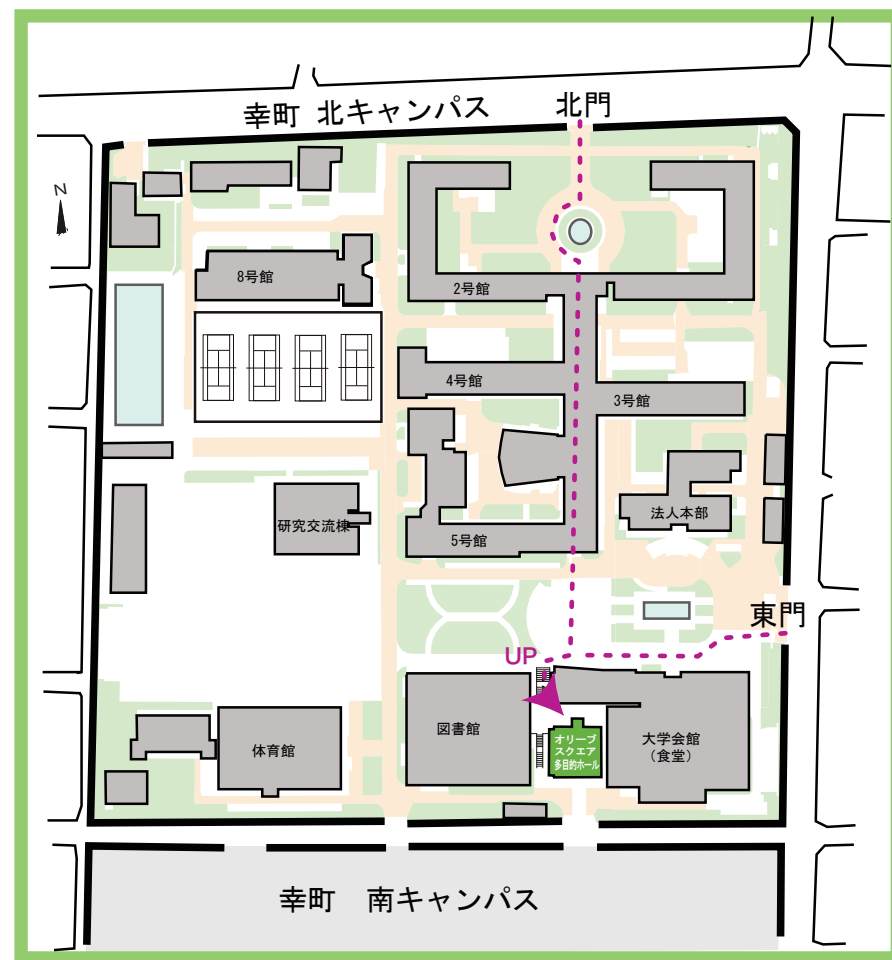 幸町 北キャンパス
北門
N
8号館
2号館
4号館
3号館
研究交流棟
5号館
法人本部
東門
UP
図書館
オリーブ
スクエア
多目的ホール
大学会館
(食堂)
体育館
幸町 南キャンパス